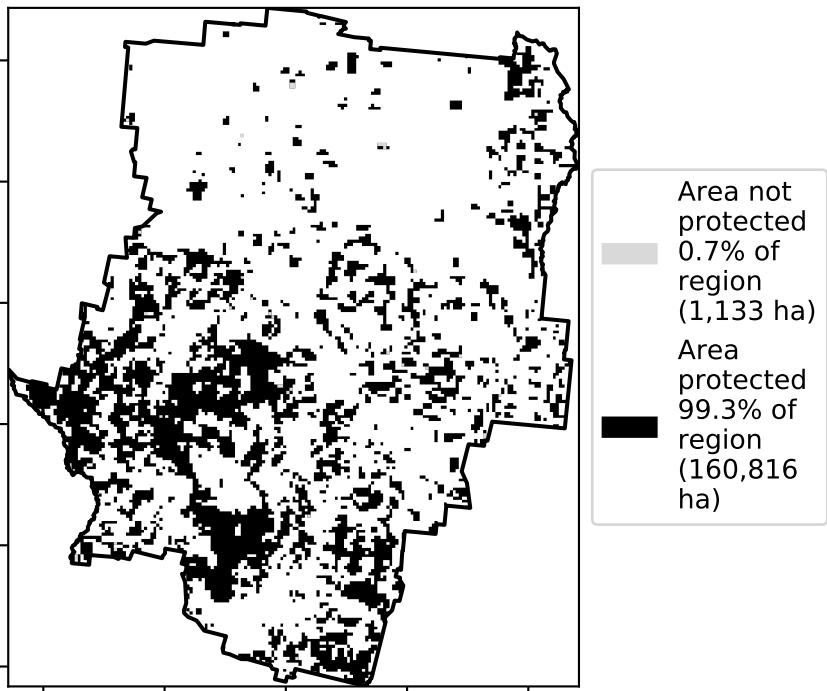 Area not
protected
0.7% of
region
(1,133 ha)
Area
protected
99.3% of
region
(160,816
ha)